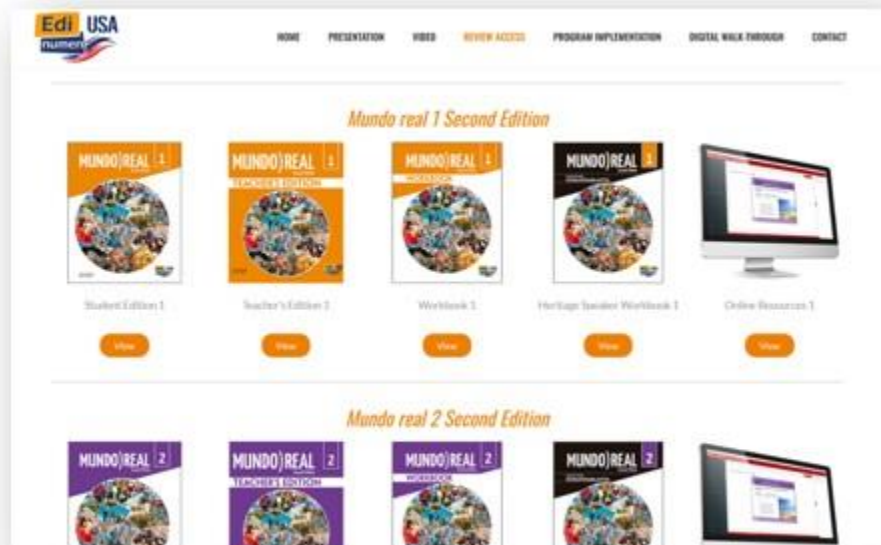 Edi USA
numen
HOME PRESENTATION VIDEO REVIEW ACCESS PROGRAM IMPLEMENTATION DIGITAL WALK-THROUGH CONTACT
Mundo real 1 Second Edition
MUNDO)REAL 1
MUNDO)REAL 1
TEACHER'S EDITION
MUNDO)REAL 1
WORKBOOK
MUNDO)REAL 1
Student Edition 1
Teacher's Edition 1
Workbook 1
Heritage Speaker Workbook 1
Online Resources 1
View
View
View
View
View
Mundo real 2 Second Edition
MUNDO)REAL 2
MUNDO)REAL 2
TEACHER'S EDITION
MUNDO)REAL 2
WORKBOOK
MUNDO)REAL 2